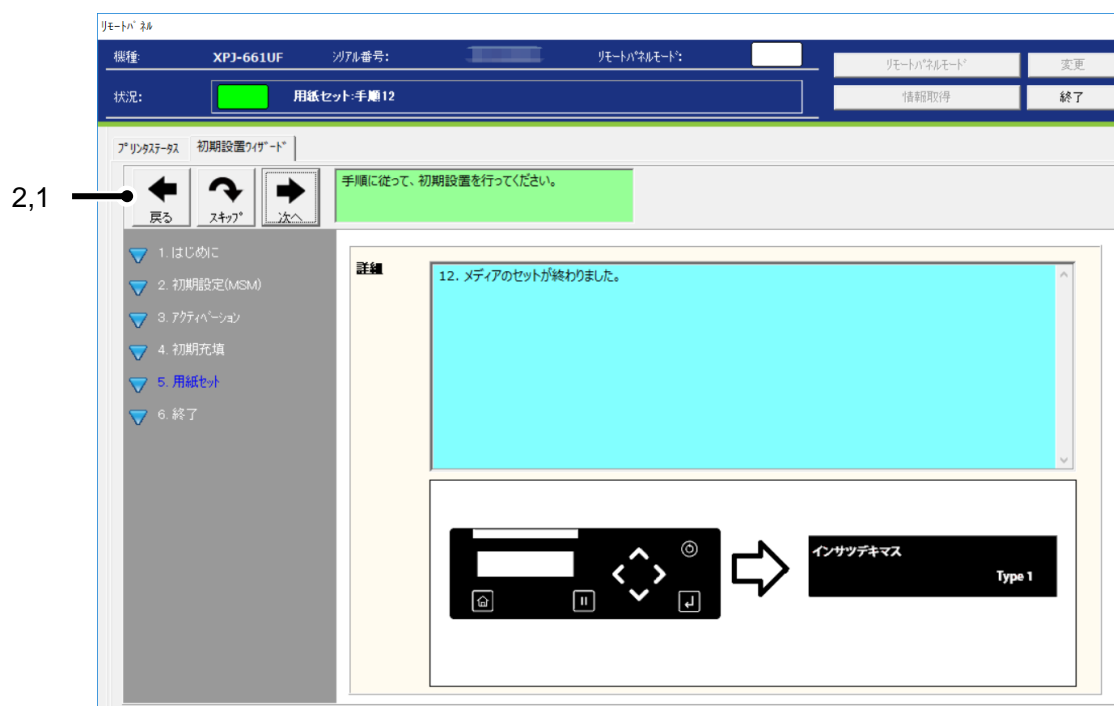 リモートパネル
機種: XPJ-661UF シリアル番号: リモートパネルモード: リモートパネルモード 変更
状況: 用紙セット:手順12 情報取得 終了
プリンタステータス 初期設置ウィザード
2,1
戻る スキップ 次へ
手順に従って、初期設置を行ってください。
1. はじめに
2. 初期設定(MSM)
3. アクティベーション
4. 初期充填
5. 用紙セット
6. 終了
詳細
12. メディアのセットが終わりました。
インサツデキマス
Type 1